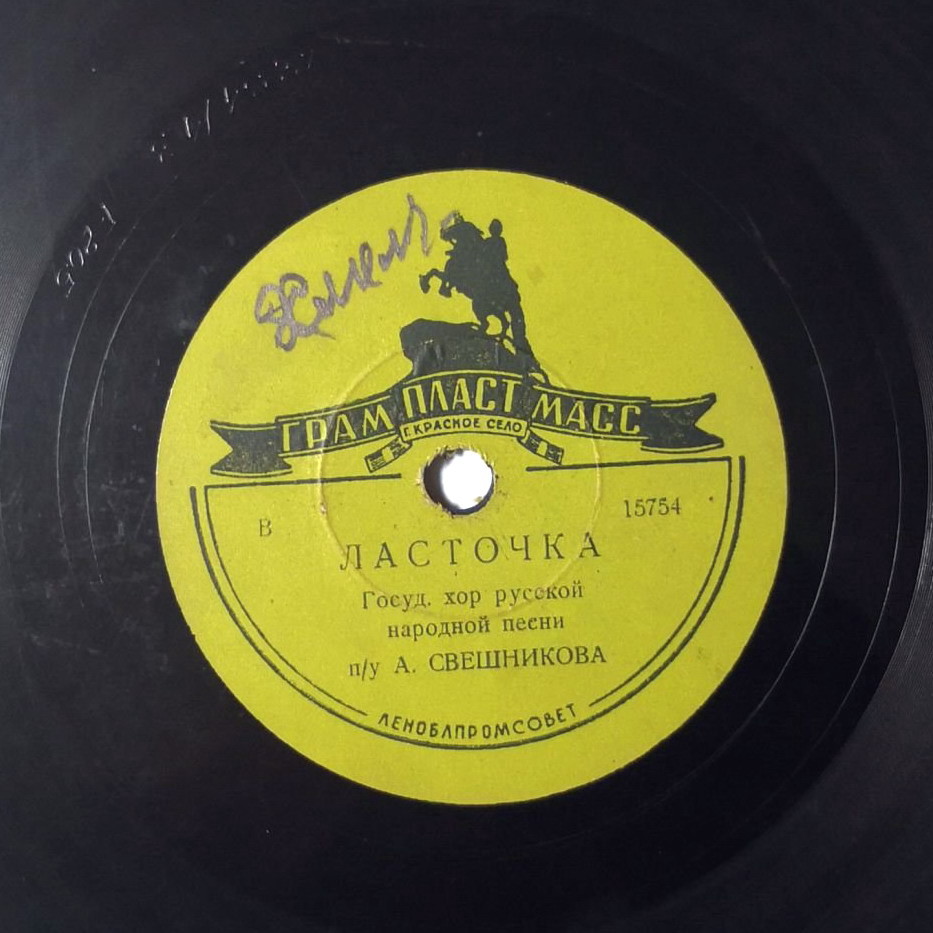 ГРАМ ПЛАСТ МАСС
Г. КРАСНОЕ СЕЛО
В
15754
ЛАСТОЧКА
Госуд. хор русской
народной песни
п/у А. СВЕШНИКОВА
ЛЕНОБЛПРОМСОВЕТ